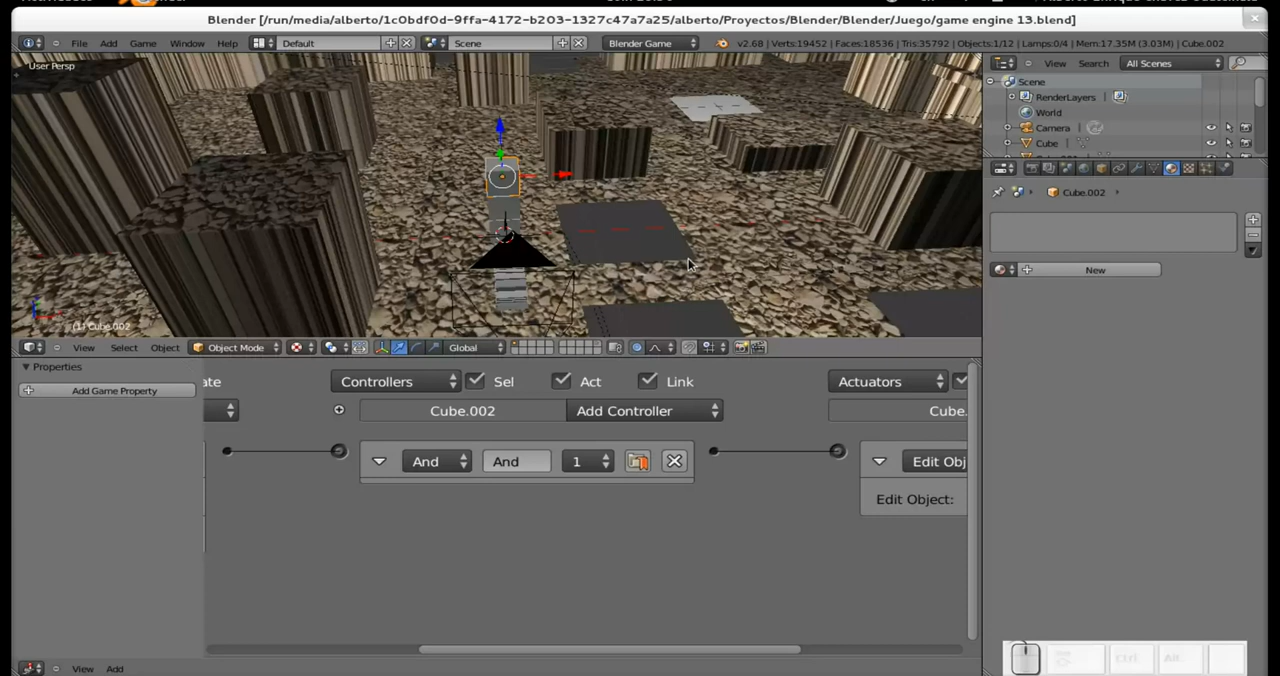 Blender [/run/media/alberto/1c0bdf0d-9ffa-4172-b203-1327c47a7a25/alberto/Proyectos/Blender/Blender/Juego/game engine 13.blend]
File Add Game Window Help Default Scene Blender Game v2.68 | Verts:19452 | Faces:18536 | Tris:35792 | Objects:1/12 | Lamps:0/4 | Mem:17.35M (3.03M) | Cube.002
User Persp
View Search All Scenes
Scene
RenderLayers
World
Camera
Cube
Cube.002
New
(1) Cube.002
View Select Object Object Mode Global
Properties
Add Game Property
ate Controllers Sel Act Link Actuators
Cube.002 Add Controller Cube.
And And 1 Edit Obj
Edit Object:
View Add
Ctrl Alt